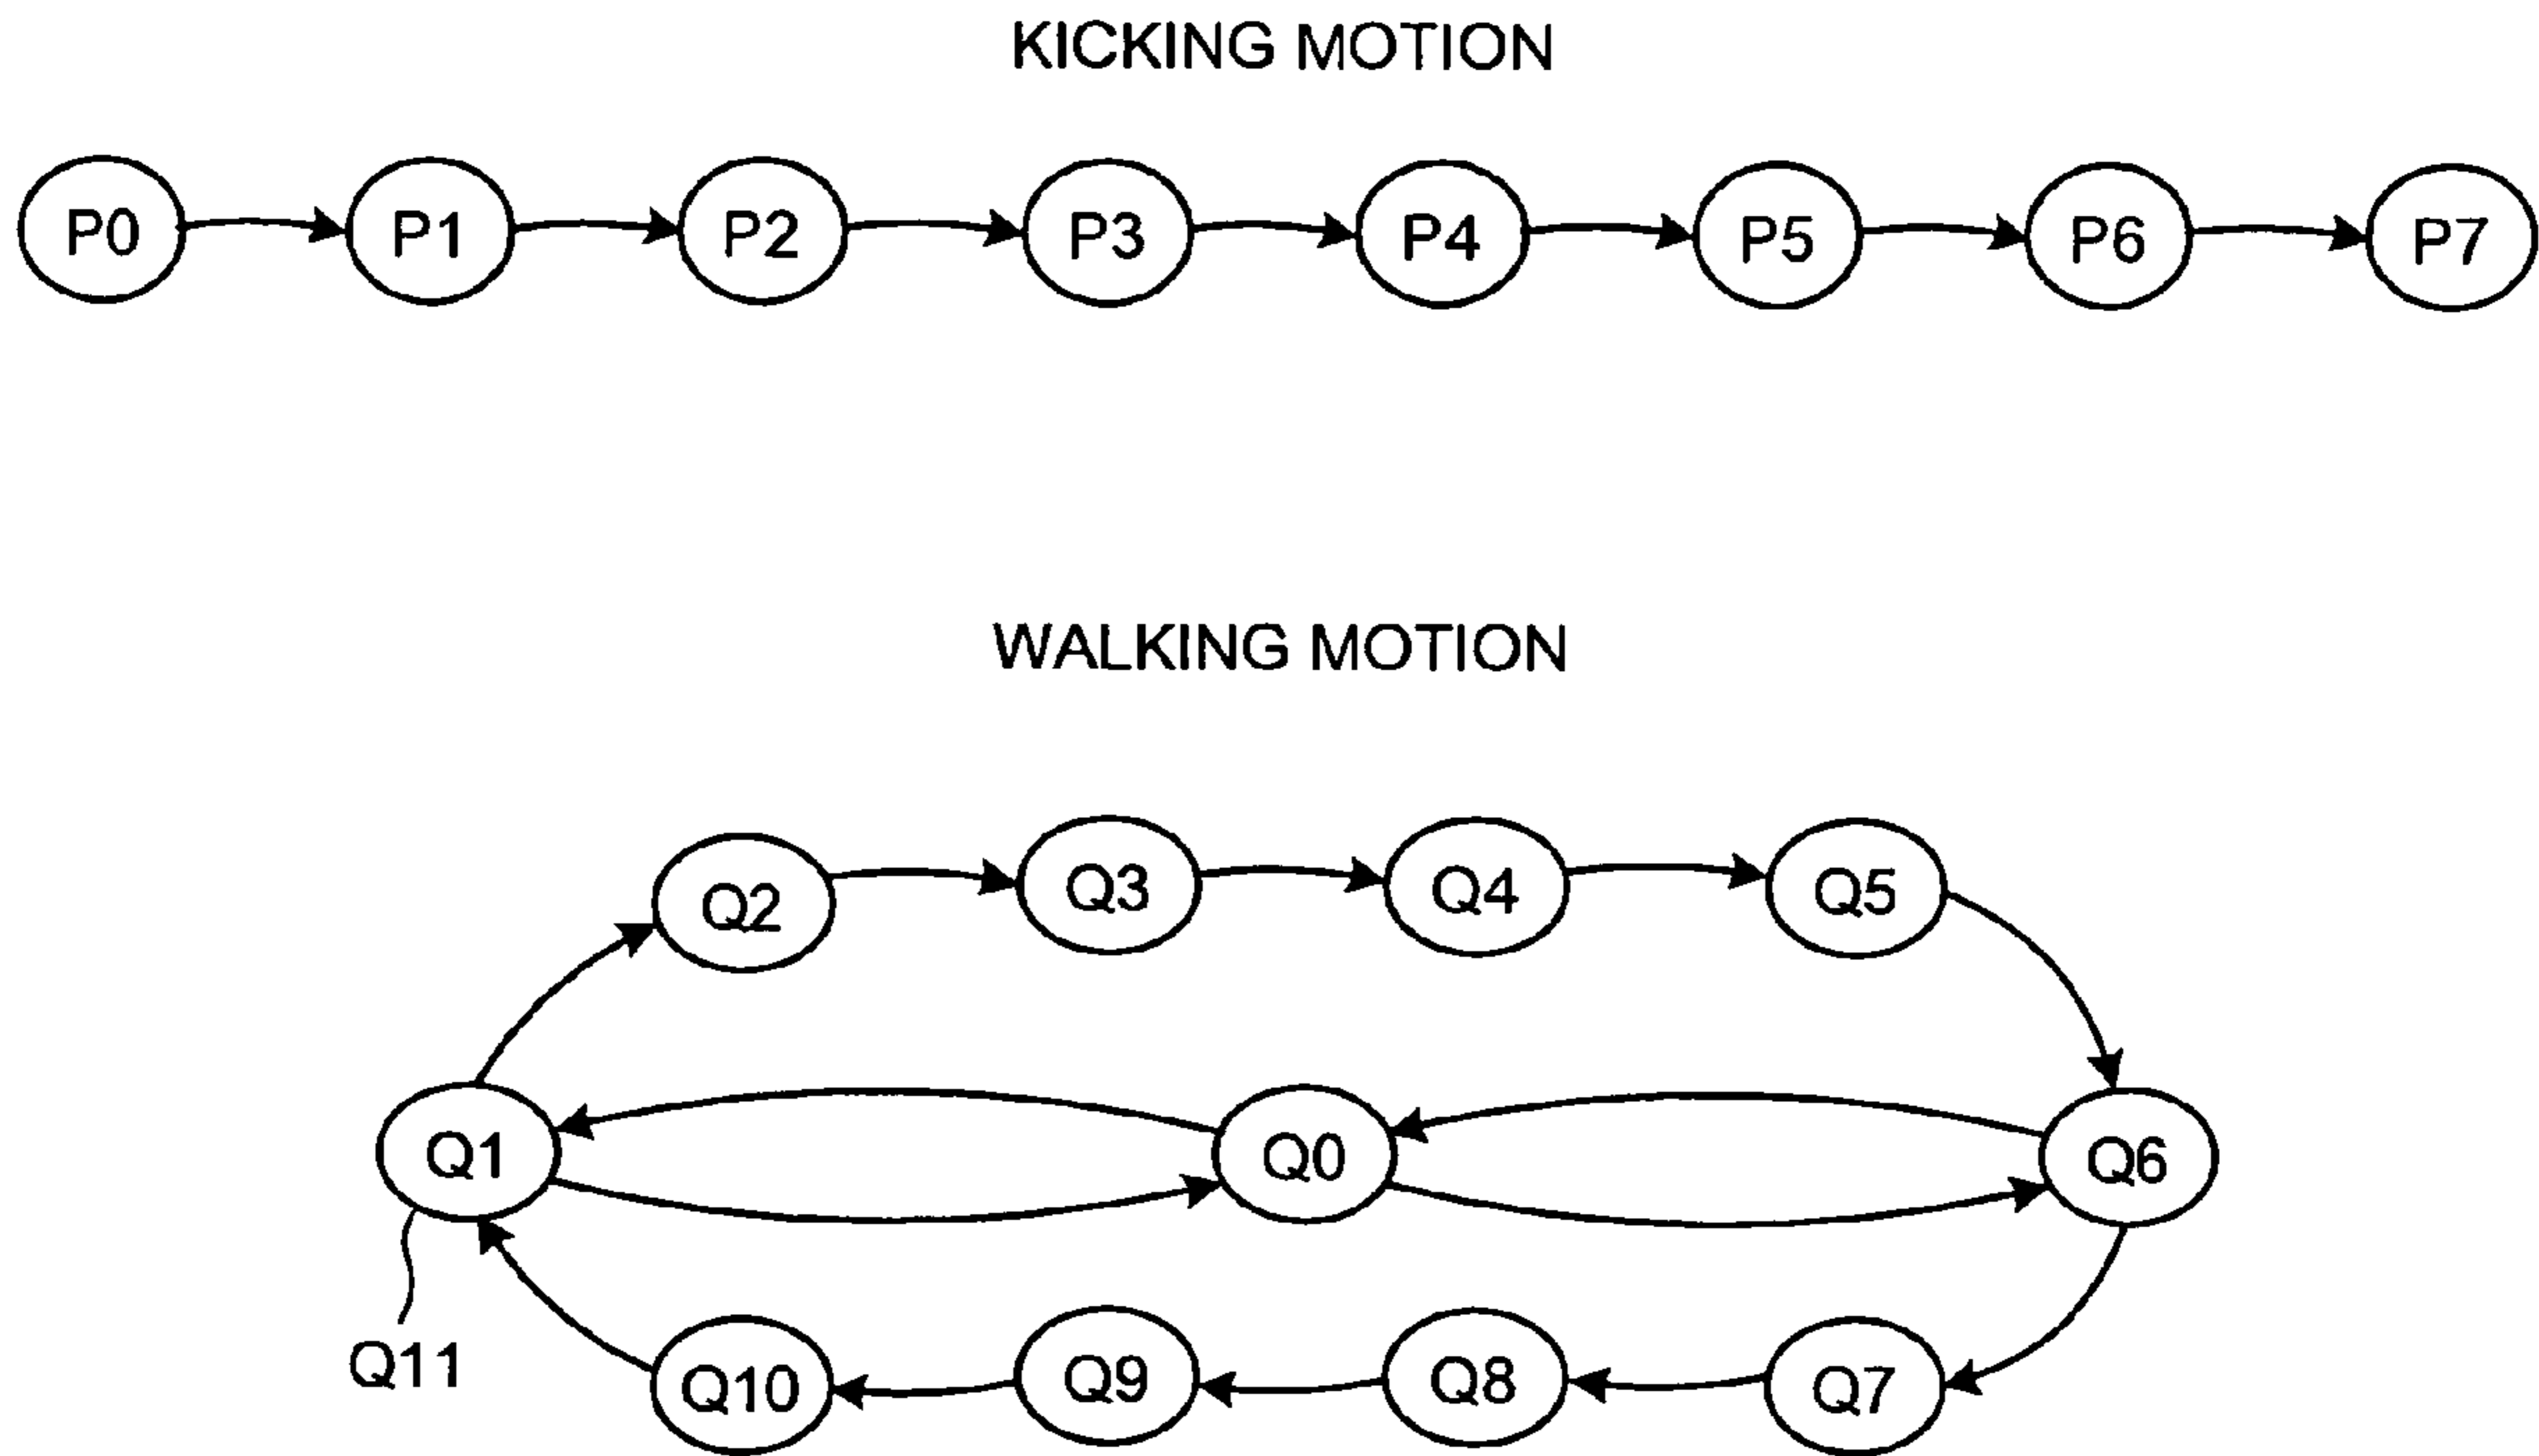 KICKING MOTION
P0 P1 P2 P3 P4 P5 P6 P7
WALKING MOTION
Q2 Q3 Q4 Q5
Q1 Q0 Q6
Q11
Q10 Q9 Q8 Q7